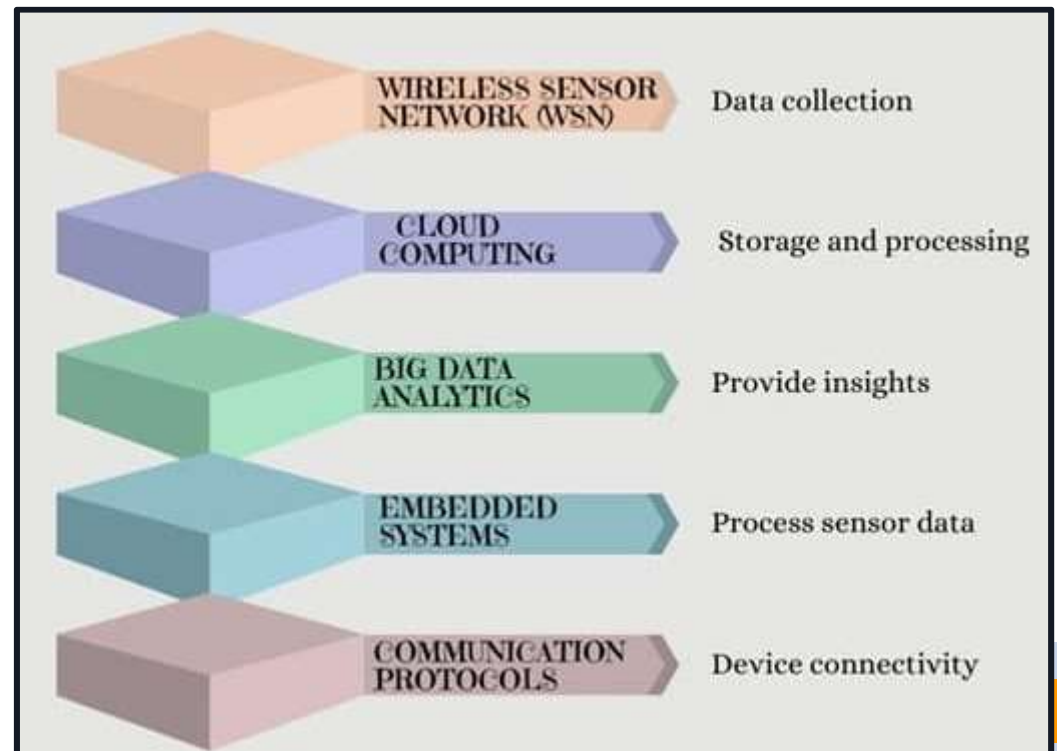 WIRELESS SENSOR
NETWORK (WSN)
Data collection
CLOUD
COMPUTING
Storage and processing
BIG DATA
ANALYTICS
Provide insights
EMBEDDED
SYSTEMS
Process sensor data
COMMUNICATION
PROTOCOLS
Device connectivity